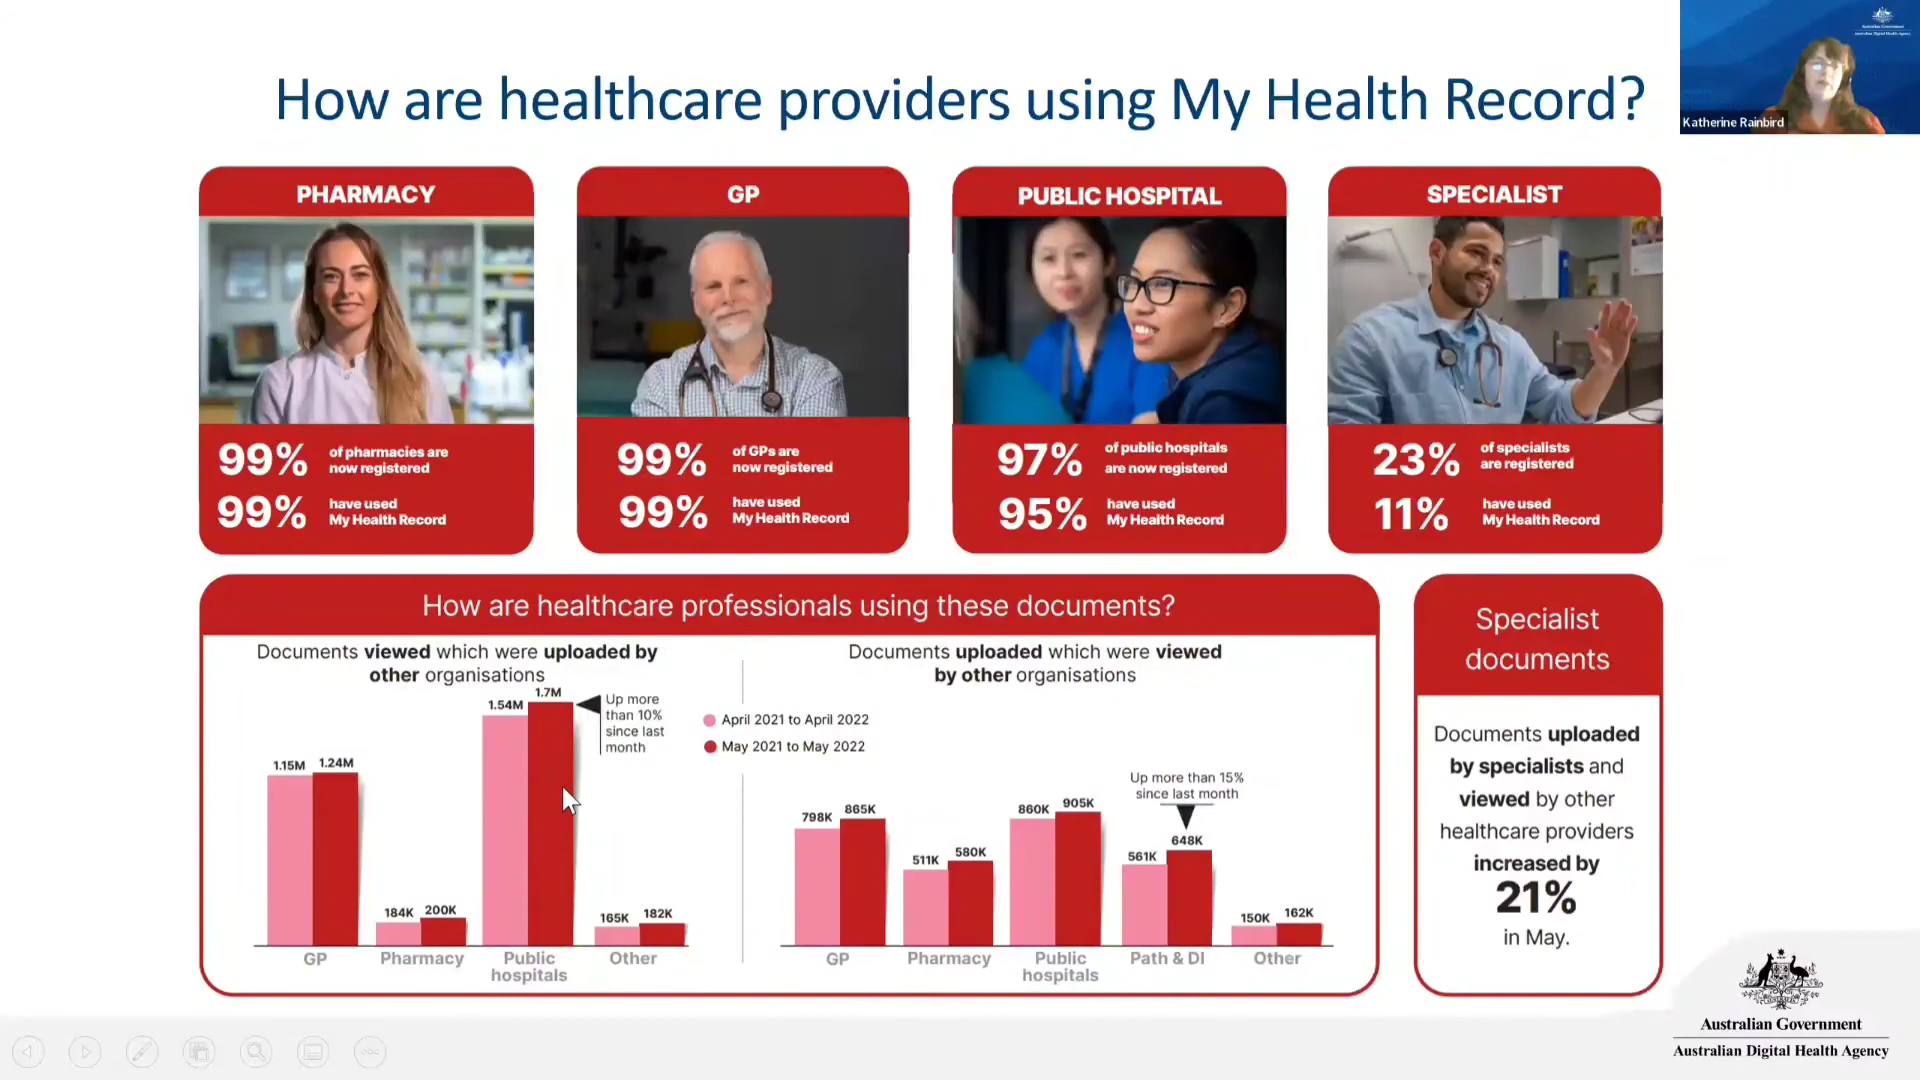 How are healthcare providers using My Health Record?
Katherine Rainbird
PHARMACY
99%
of pharmacies are
now registered
99%
have used
My Health Record
GP
99%
of GPs are
now registered
99%
have used
My Health Record
PUBLIC HOSPITAL
97%
of public hospitals
are now registered
95%
have used
My Health Record
SPECIALIST
23%
of specialists
are registered
11%
have used
My Health Record
How are healthcare professionals using these documents?
Documents viewed which were uploaded by
other organisations
1.15M
1.24M
184K
200K
1.54M
1.7M
165K
182K
Up more
than 10%
since last
month
GP
Pharmacy
Public
hospitals
Other
April 2021 to April 2022
May 2021 to May 2022
Documents uploaded which were viewed
by other organisations
798K
865K
511K
580K
860K
905K
561K
648K
150K
162K
Up more than 15%
since last month
GP
Pharmacy
Public
hospitals
Path & DI
Other
Specialist
documents
Documents uploaded
by specialists and
viewed by other
healthcare providers
increased by
21%
in May.
Australian Government
Australian Digital Health Agency
Australian Government
Australian Digital Health Agency